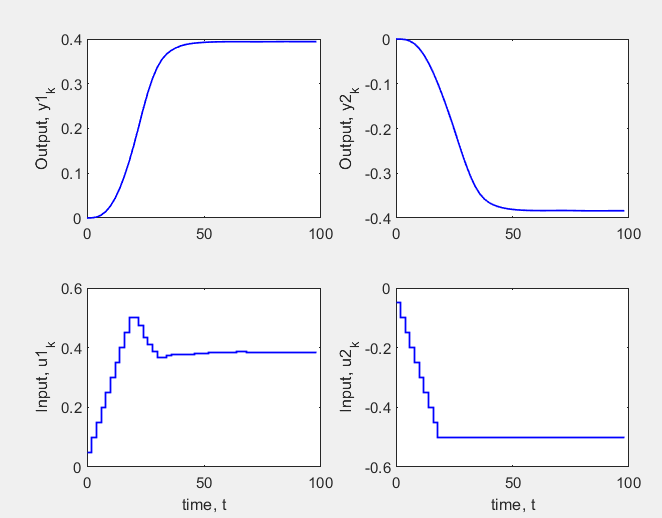 0.4
0.3
0.2
0.1
0
0 50 100
Output, y1k
0
-0.1
-0.2
-0.3
-0.4
0 50 100
Output, y2k
0.6
0.4
0.2
0
0 50 100
Input, u1k
time, t
0
-0.2
-0.4
-0.6
0 50 100
Input, u2k
time, t